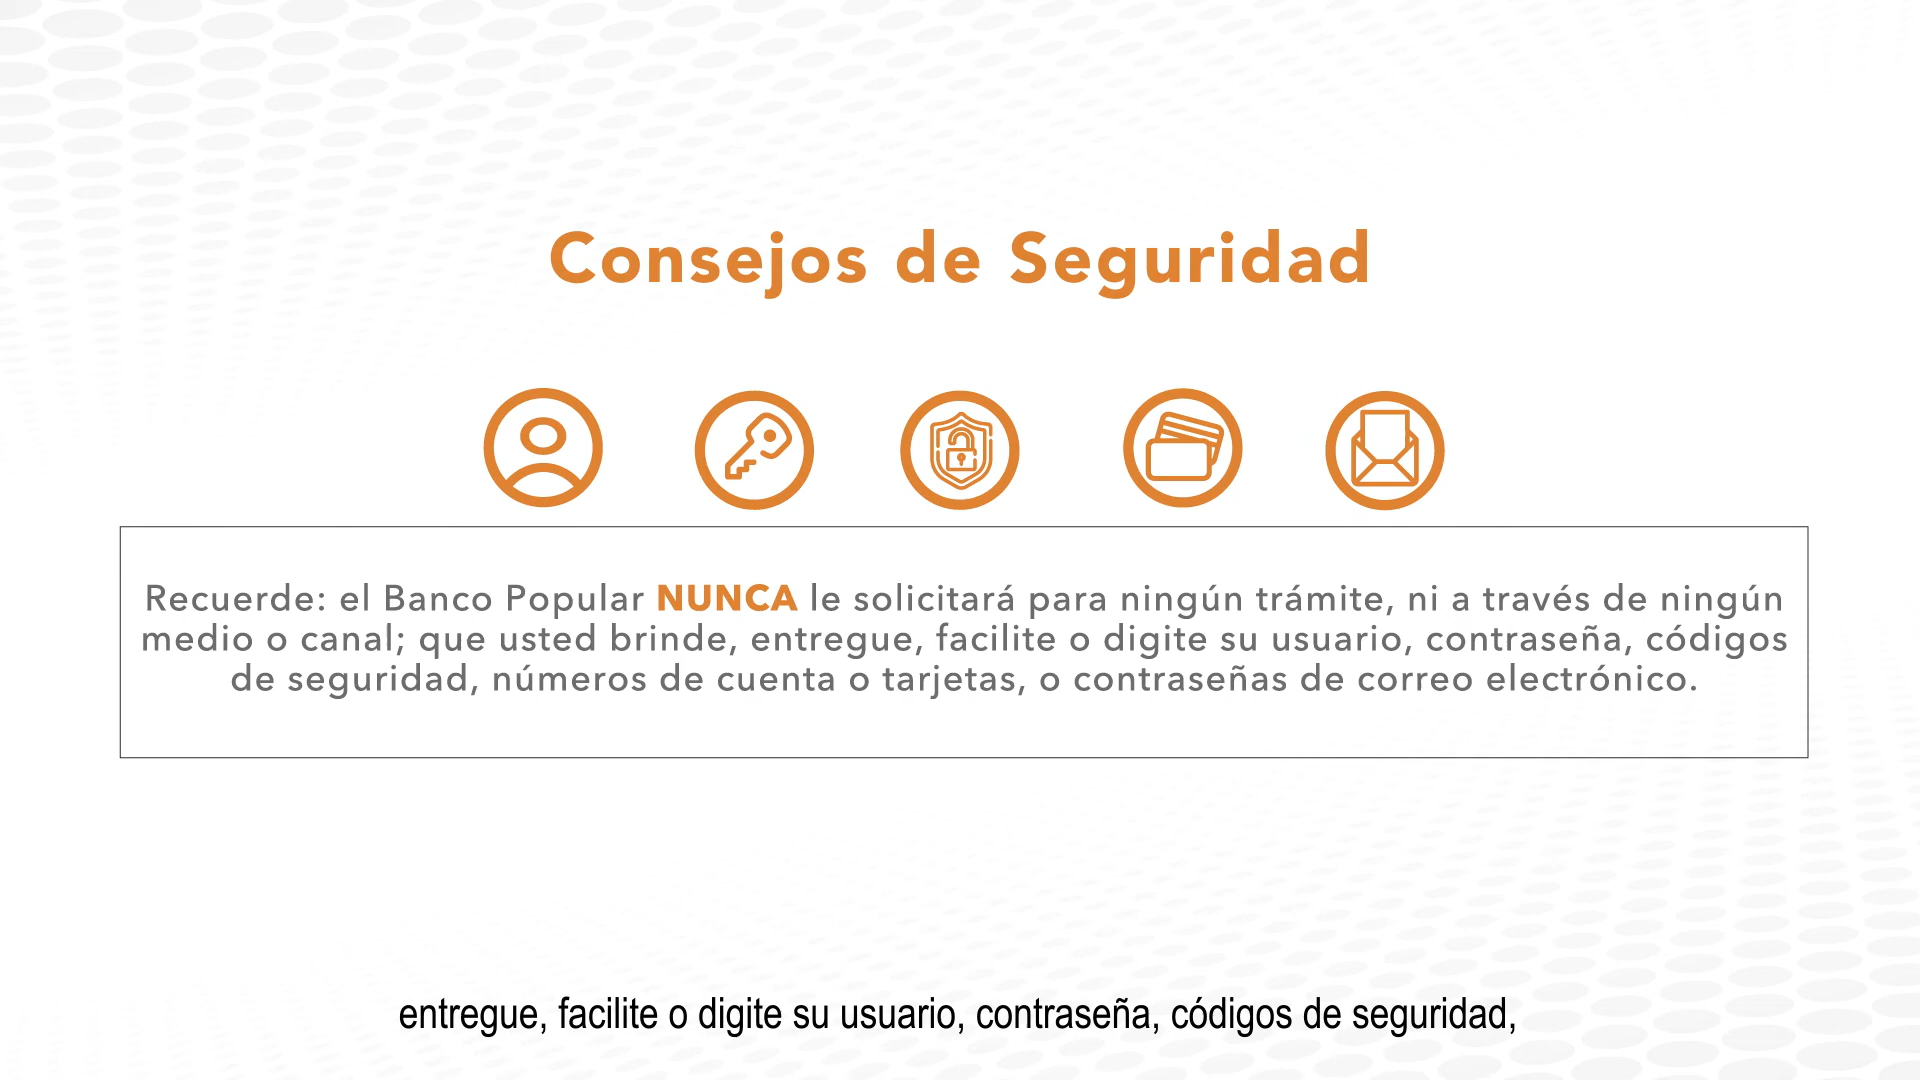 Consejos de Seguridad
Recuerde: el Banco Popular NUNCA le solicitará para ningún trámite, ni a través de ningún
medio o canal; que usted brinde, entregue, facilite o digite su usuario, contraseña, códigos
de seguridad, números de cuenta o tarjetas, o contraseñas de correo electrónico.
entregue, facilite o digite su usuario, contraseña, códigos de seguridad,